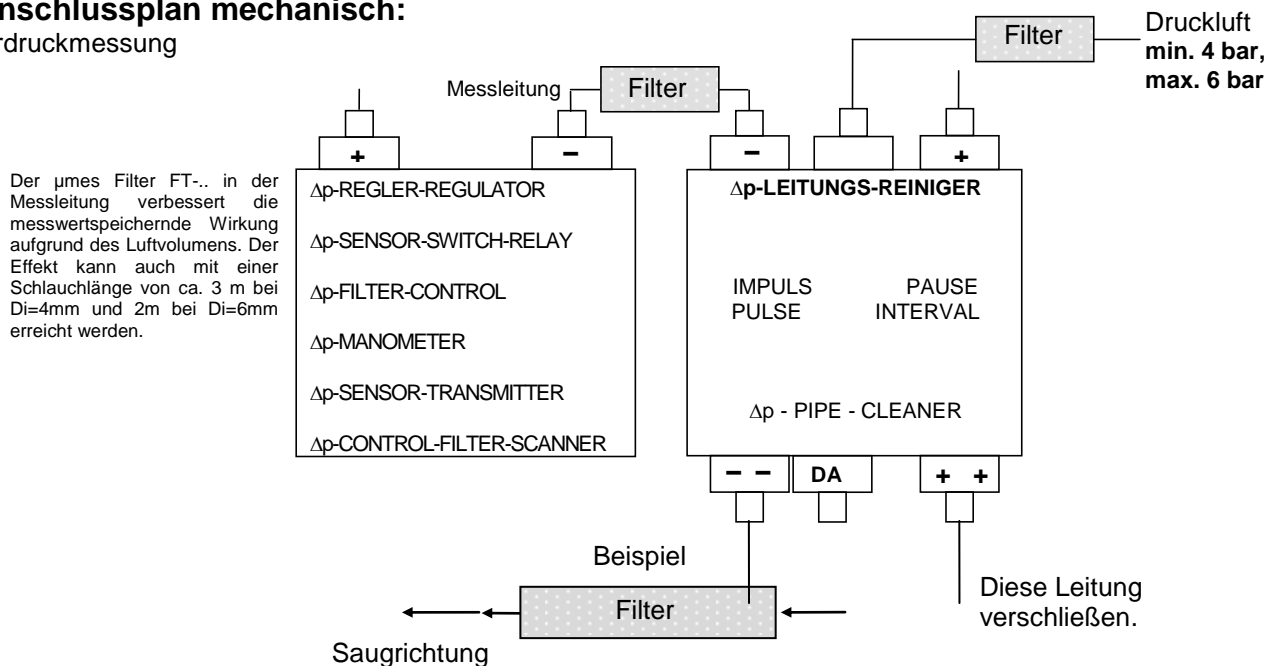 nschlussplan mechanisch:
rdruckmessung
Filter
Druckluft
min. 4 bar,
max. 6 bar
Messleitung
Filter
+
−
−
+
Der µmes Filter FT-.. in der
Messleitung verbessert die
messwertspeichernde Wirkung
aufgrund des Luftvolumens. Der
Effekt kann auch mit einer
Schlauchlänge von ca. 3 m bei
Di=4mm und 2m bei Di=6mm
erreicht werden.
∆p-REGLER-REGULATOR
∆p-SENSOR-SWITCH-RELAY
∆p-FILTER-CONTROL
∆p-MANOMETER
∆p-SENSOR-TRANSMITTER
∆p-CONTROL-FILTER-SCANNER
∆p-LEITUNGS-REINIGER
IMPULS PAUSE
PULSE INTERVAL
∆p - PIPE - CLEANER
− −
DA
+ +
Beispiel
Filter
Saugrichtung
Diese Leitung
verschließen.